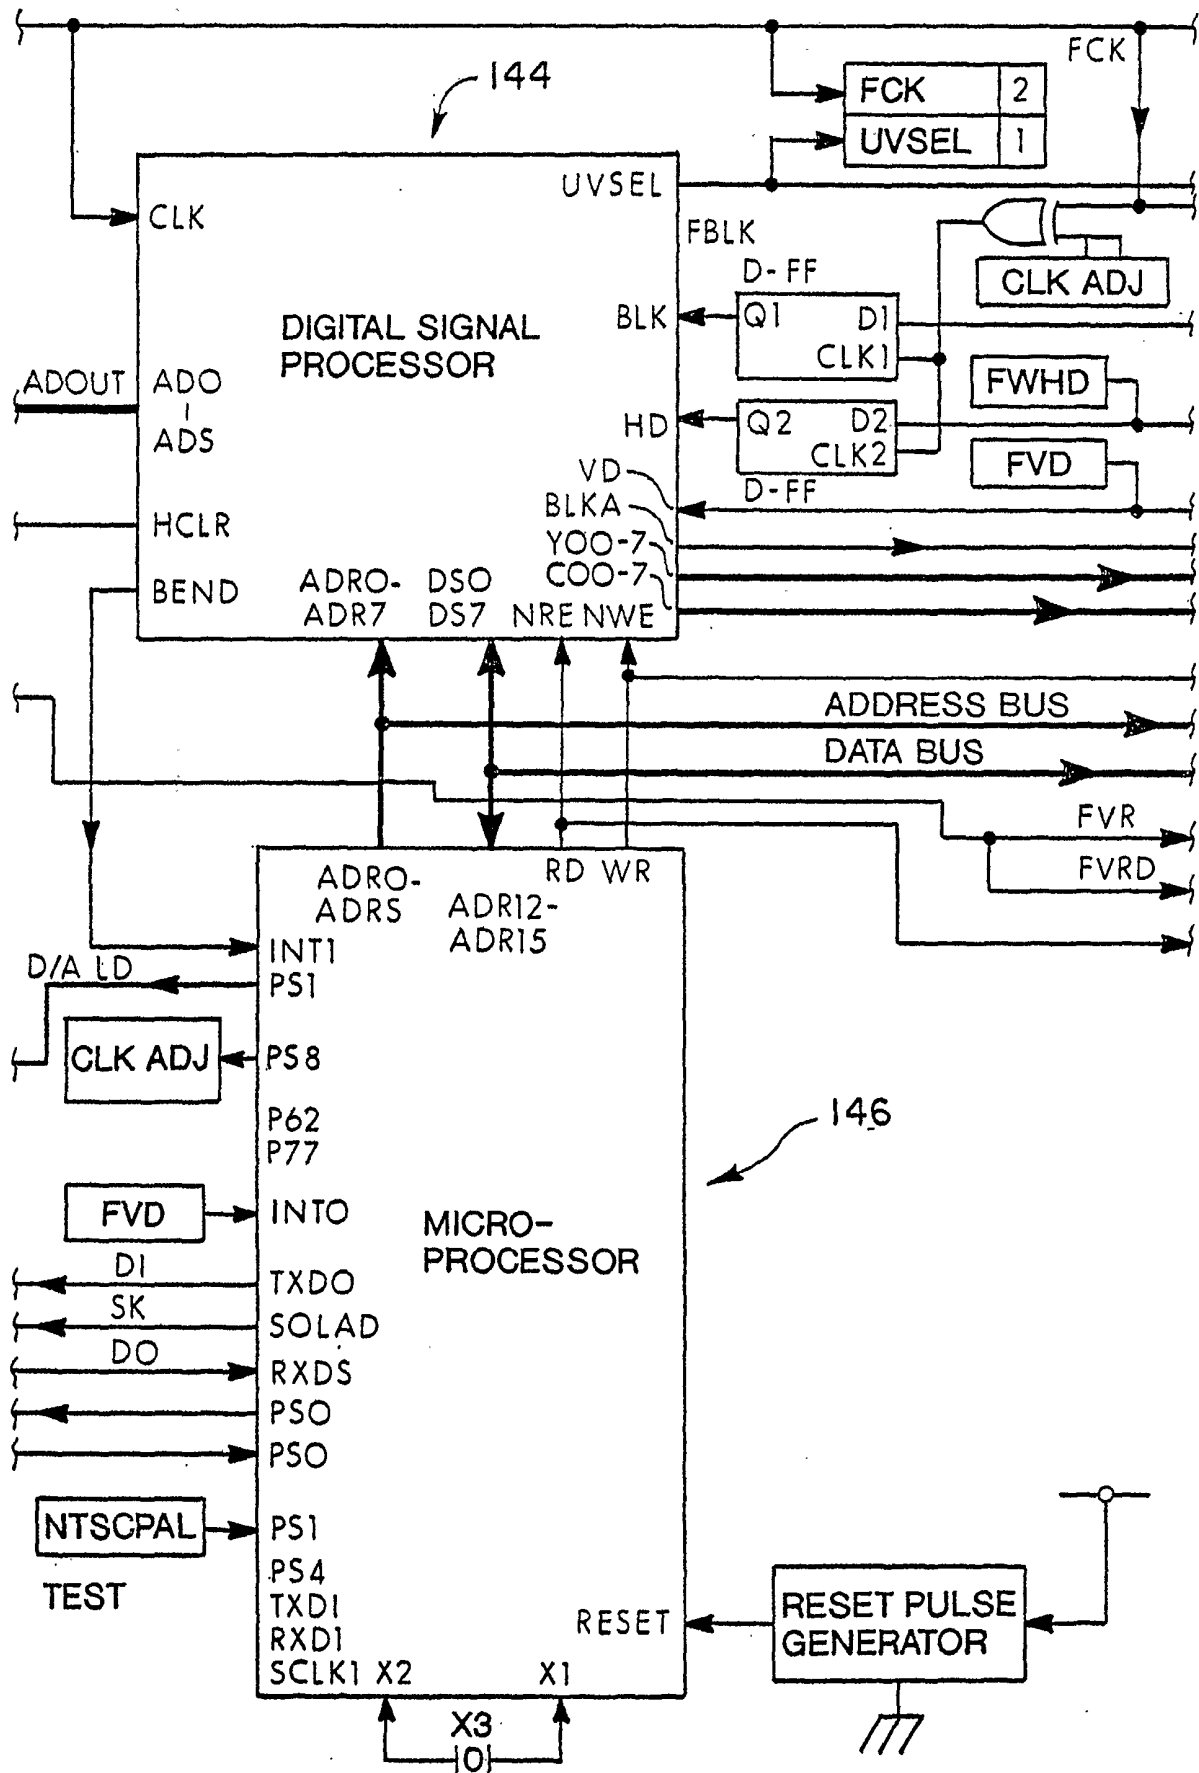 FCK
144
FCK 2
UVSEL 1
UVSEL
CLK
FBLK
D-FF
CLK ADJ
DIGITAL SIGNAL
PROCESSOR
BLK
Q1 D1
CLK1
ADOUT
ADO
ADS
FWHD
HD
Q2 D2
CLK2
FVD
D-FF
VD
BLKA
HCLR
YOO-7
COO-7
BEND
ADRO-
ADR7
DSO
DS7
NRE NWE
ADDRESS BUS
DATA BUS
FVR
FVRD
RD WR
ADRO-
ADRS
ADR12-
ADR15
INT1
D/A LD
PS1
CLK ADJ
PS8
146
P62
P77
FVD
INTO
MICRO-
PROCESSOR
DI
TXDO
SK
SOLAD
DO
RXDS
PSO
PSO
NTSCPAL
PS1
TEST
PS4
TXD1
RXD1
SCLK1 X2 X1
RESET
RESET PULSE
GENERATOR
X3